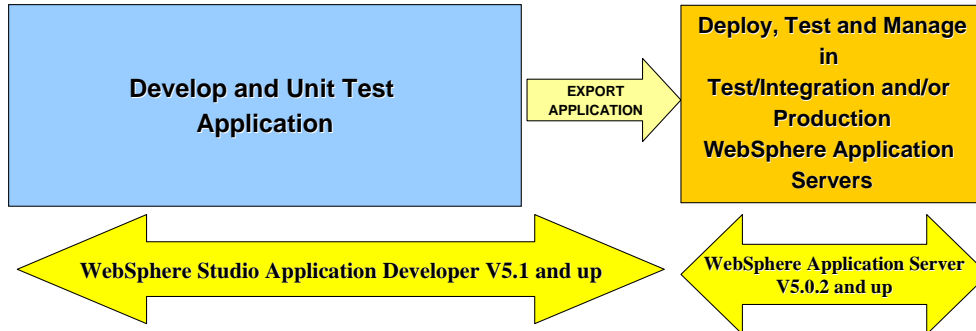 Develop and Unit Test
Application
EXPORT
APPLICATION
Deploy, Test and Manage
in
Test/Integration and/or
Production
WebSphere Application
Servers
WebSphere Studio Application Developer V5.1 and up
WebSphere Application Server
V5.0.2 and up